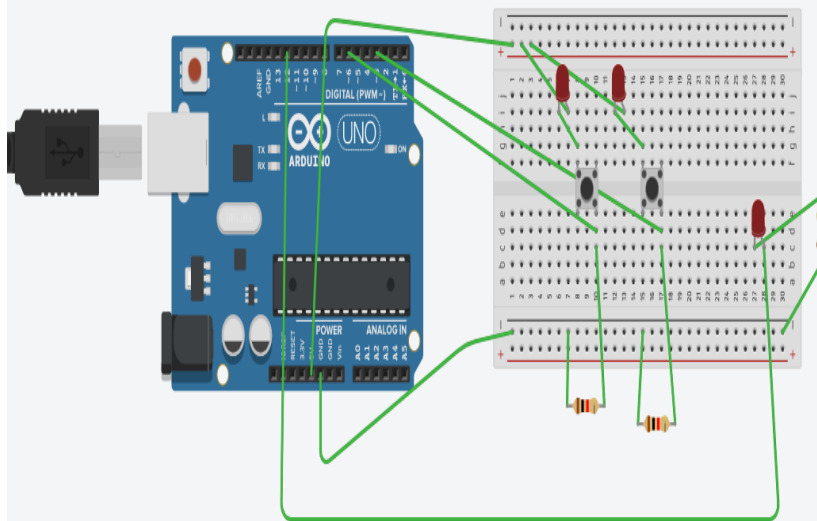 AREF
GND
13
12
~11
~10
~9
8
7
~6
~5
4
~3
2
TX→1
RX←0
DIGITAL (PWM~)
L
TX
RX
UNO
ON
ARDUINO
IOREF
RESET
3.3V
5V
GND
GND
Vin
POWER
ANALOG IN
A0
A1
A2
A3
A4
A5
j
i
h
g
f
e
d
c
b
a